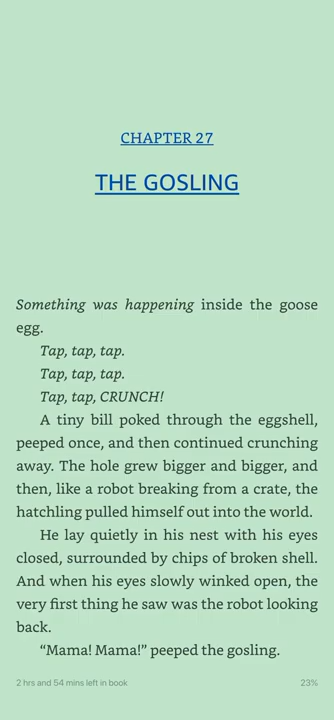 CHAPTER 27
THE GOSLING
Something was happening inside the goose
egg.
Tap, tap, tap.
Tap, tap, tap.
Tap, tap, CRUNCH!
A tiny bill poked through the eggshell,
peeped once, and then continued crunching
away. The hole grew bigger and bigger, and
then, like a robot breaking from a crate, the
hatchling pulled himself out into the world.
He lay quietly in his nest with his eyes
closed, surrounded by chips of broken shell.
And when his eyes slowly winked open, the
very first thing he saw was the robot looking
back.
“Mama! Mama!” peeped the gosling.
2 hrs and 54 mins left in book
23%